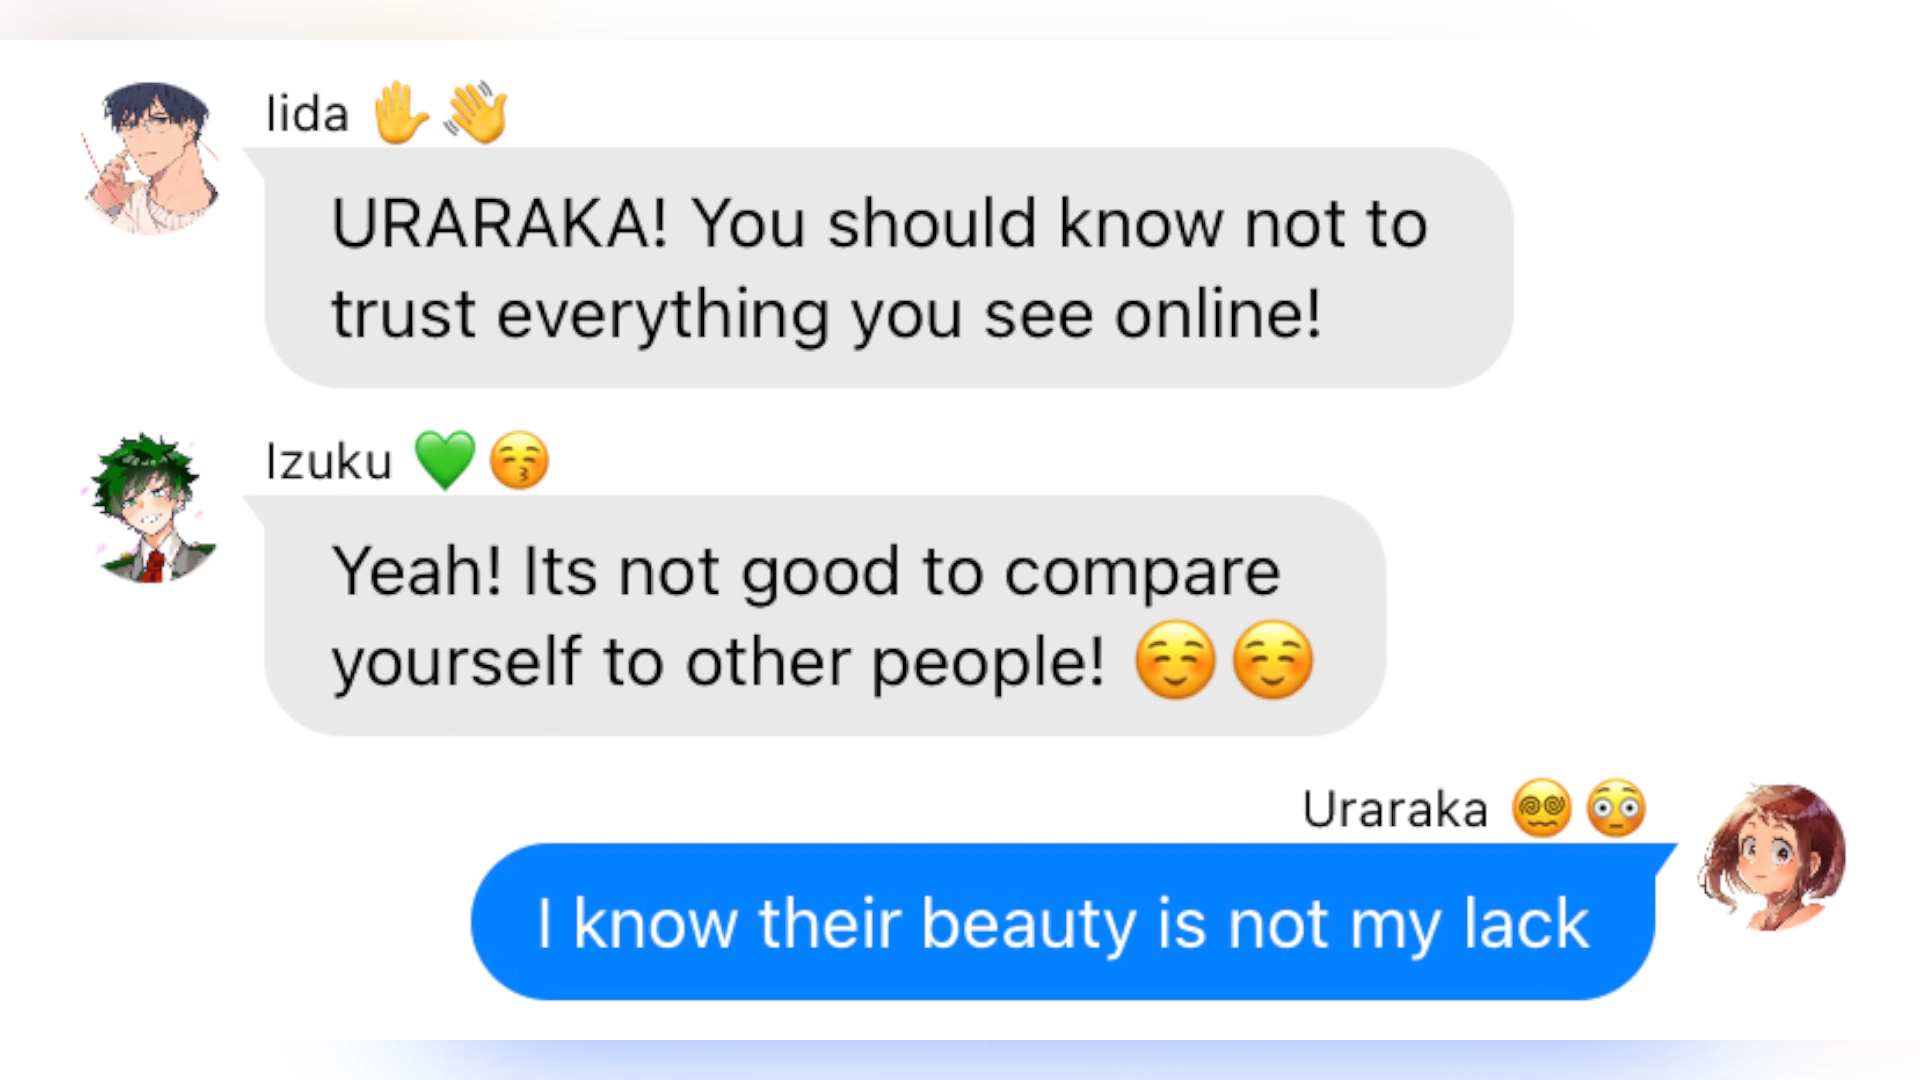 Iida ✋👋
URARAKA! You should know not to
trust everything you see online!
Izuku 💚😚
Yeah! Its not good to compare
yourself to other people! ☺️☺️
Uraraka 😵‍💫😳
I know their beauty is not my lack